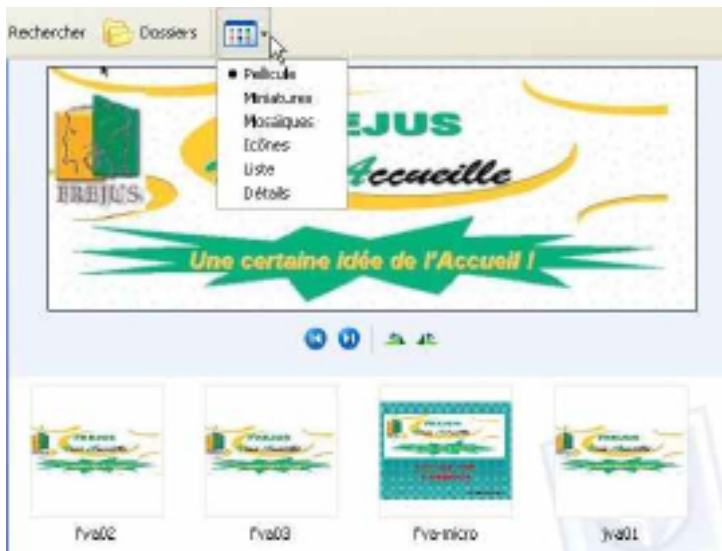 Rechercher Dossiers
Pellicule
Miniatures
Mosaïques
Icônes
Liste
Détails
EJUS
Accueille
FREJUS
Une certaine idée de l'Accueil !
fva02 fva03 fva-micro jva01